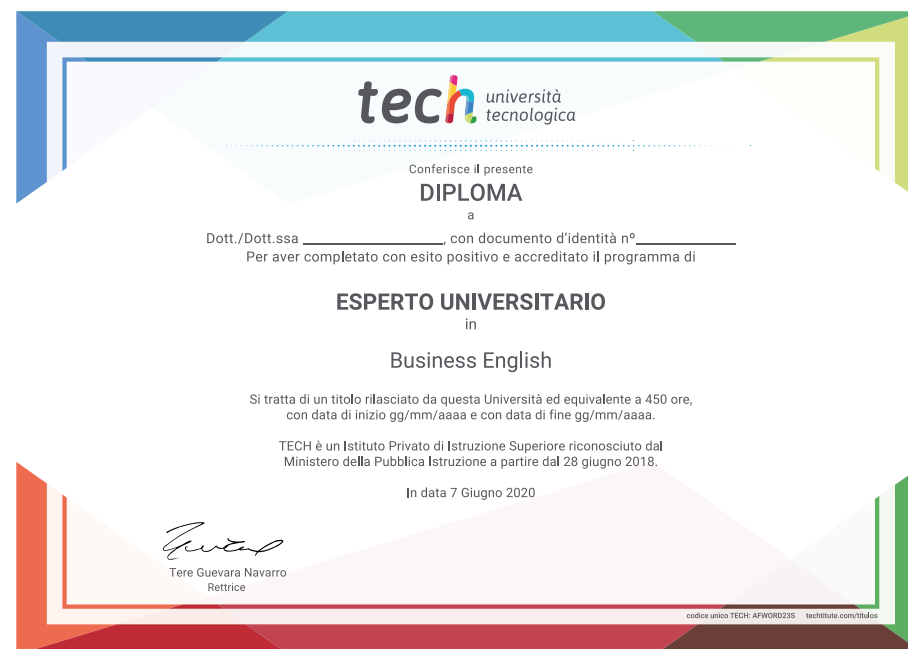 tech università
tecnologica
Conferisce il presente
DIPLOMA
a
Dott./Dott.ssa ____________________, con documento d'identità nº______________
Per aver completato con esito positivo e accreditato il programma di
ESPERTO UNIVERSITARIO
in
Business English
Si tratta di un titolo rilasciato da questa Università ed equivalente a 450 ore,
con data di inizio gg/mm/aaaa e con data di fine gg/mm/aaaa.
TECH è un Istituto Privato di Istruzione Superiore riconosciuto dal
Ministero della Pubblica Istruzione a partire dal 28 giugno 2018.
In data 7 Giugno 2020
Tere Guevara Navarro
Rettrice
codice unico TECH: AFWORD23S techtitute.com/titulos